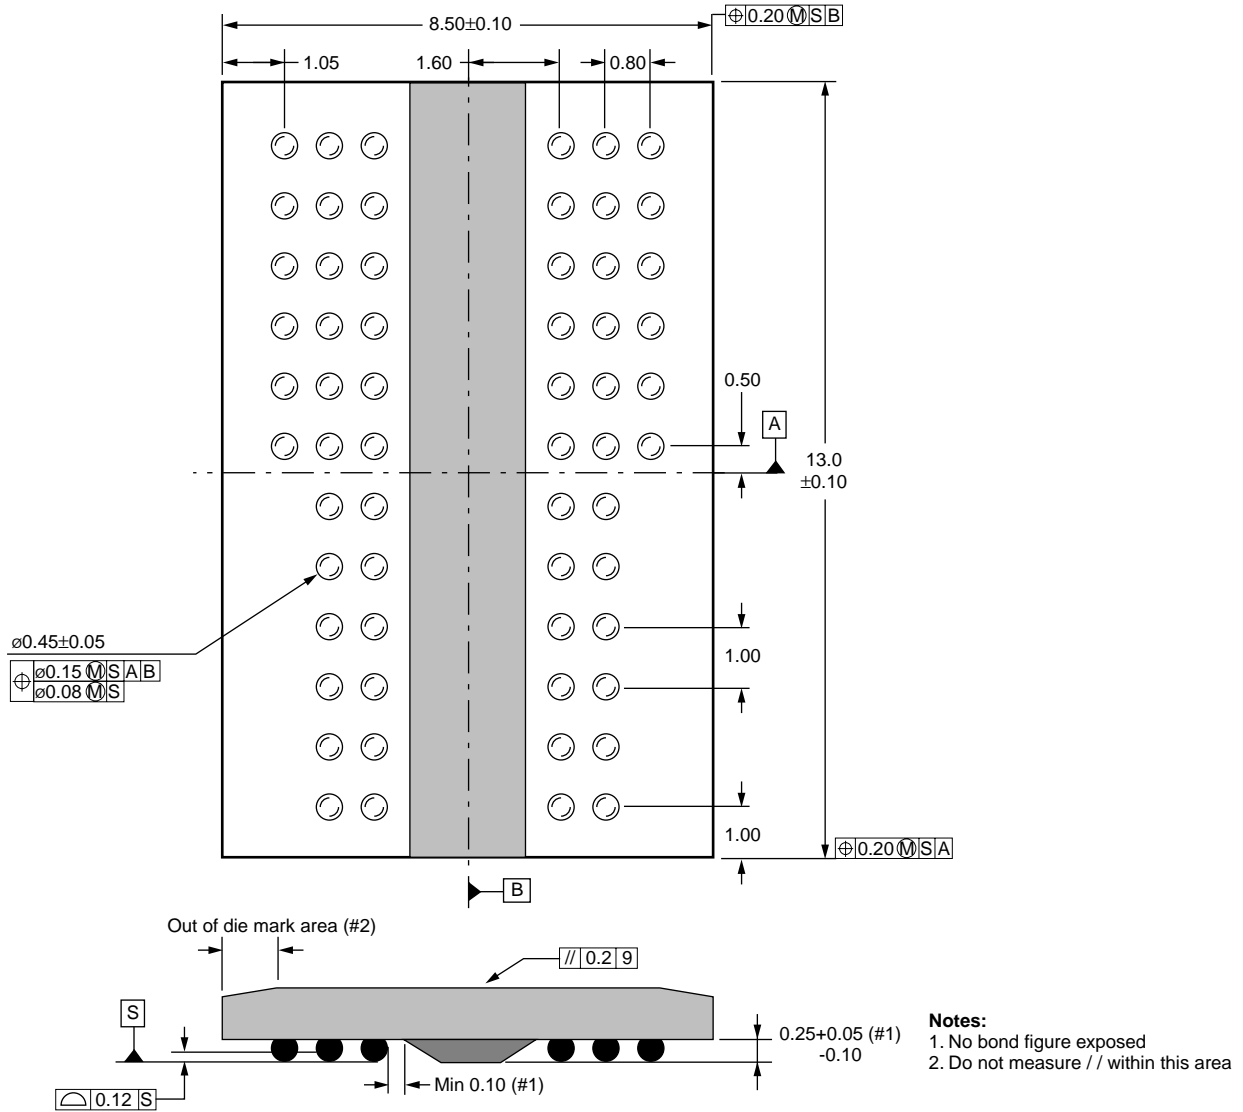 8.50±0.10
⌖ 0.20 Ⓜ S B
1.05
1.60
0.80
0.50
A
13.0
±0.10
ø0.45±0.05
⌖ ø0.15 Ⓜ S A B
ø0.08 Ⓜ S
1.00
1.00
⌖ 0.20 Ⓜ S A
B
Out of die mark area (#2)
// 0.2 9
S
0.25+0.05 (#1)
-0.10
Min 0.10 (#1)
⌓ 0.12 S
Notes:
1. No bond figure exposed
2. Do not measure / / within this area